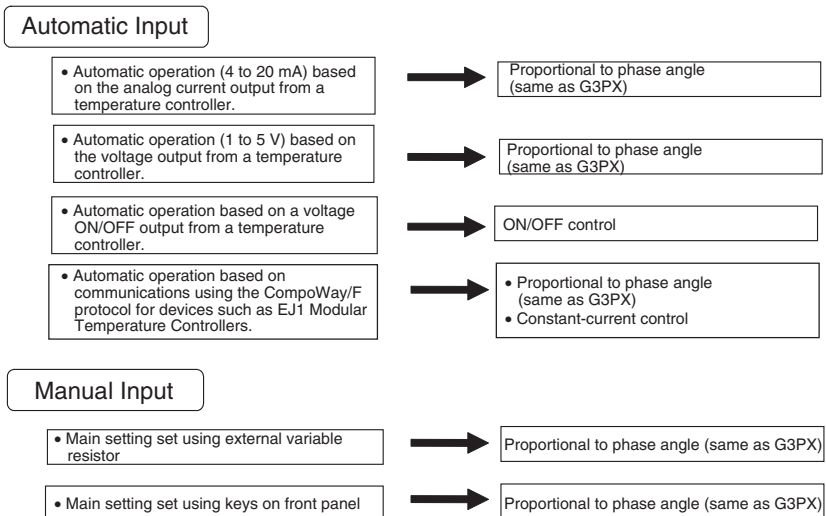 Automatic Input
• Automatic operation (4 to 20 mA) based
on the analog current output from a
temperature controller.
Proportional to phase angle
(same as G3PX)
• Automatic operation (1 to 5 V) based on
the voltage output from a temperature
controller.
Proportional to phase angle
(same as G3PX)
• Automatic operation based on a voltage
ON/OFF output from a temperature
controller.
ON/OFF control
• Automatic operation based on
communications using the CompoWay/F
protocol for devices such as EJ1 Modular
Temperature Controllers.
• Proportional to phase angle
(same as G3PX)
• Constant-current control
Manual Input
• Main setting set using external variable
resistor
Proportional to phase angle (same as G3PX)
• Main setting set using keys on front panel
Proportional to phase angle (same as G3PX)